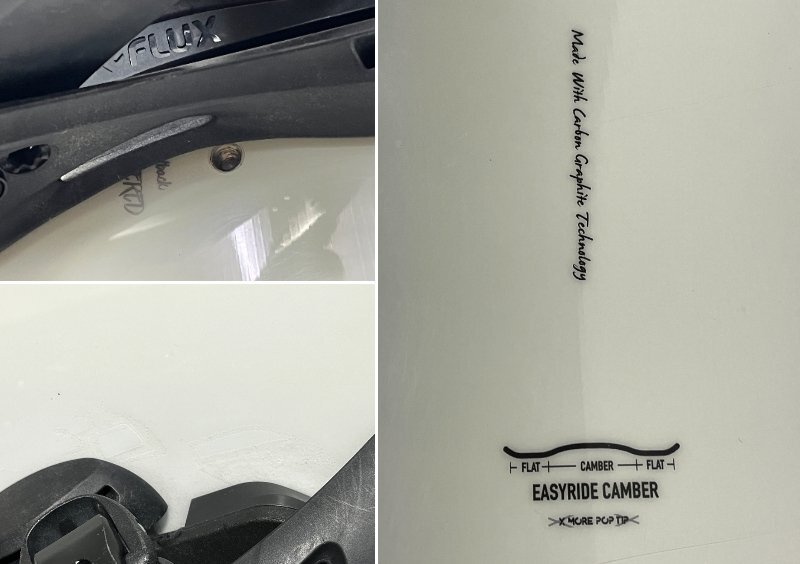 FLUX
Made With Carbon Graphite Technology
FLAT CAMBER FLAT
EASYRIDE CAMBER
X MORE POP TIP